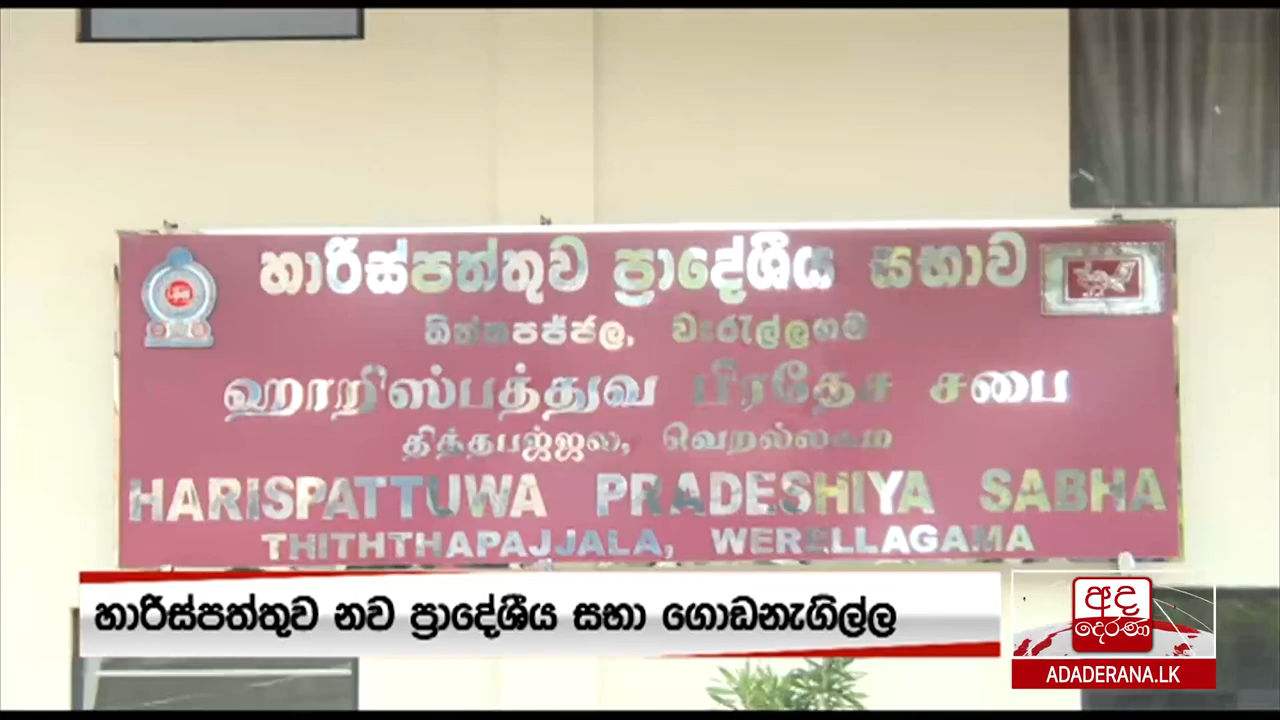 හාරිස්පත්තුව ප්‍රාදේශීය සභාව
තිත්තපජ්ජල, වැරැල්ලගම
ஹாறிஸ்பத்துவ பிரதேச சபை
தித்தபஜ்ஜல, வெறல்லகம
HARISPATTUWA PRADESHIYA SABHA
THITHTHAPAJJALA, WERELLAGAMA
හාරිස්පත්තුව නව ප්‍රාදේශීය සභා ගොඩනැගිල්ල
අද
දෙරණ
ADADERANA.LK